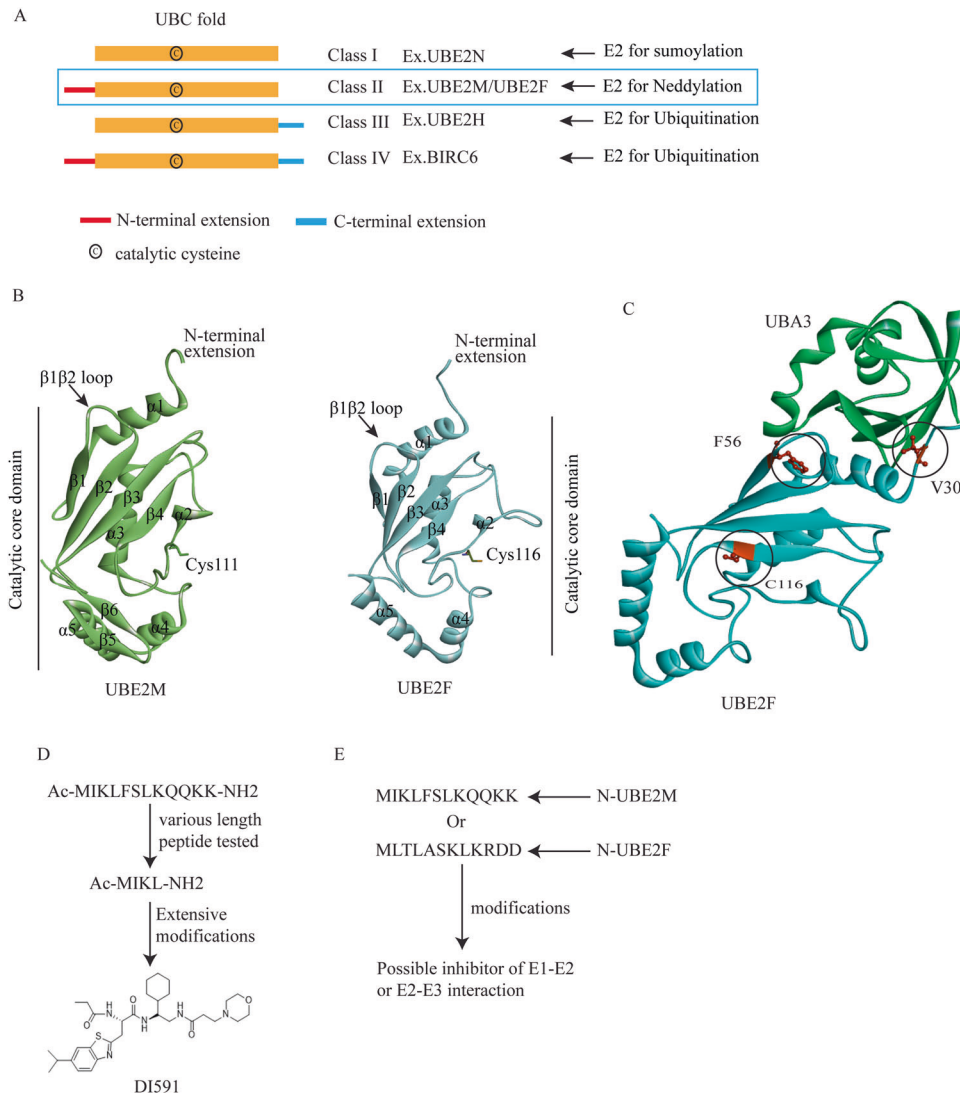 A
UBC fold
C
Class I Ex.UBE2N E2 for sumoylation
C
Class II Ex.UBE2M/UBE2F E2 for Neddylation
C
Class III Ex.UBE2H E2 for Ubiquitination
C
Class IV Ex.BIRC6 E2 for Ubiquitination
N-terminal extension C-terminal extension
C catalytic cysteine
B
N-terminal
extension
β1β2 loop
α1
β1
β2
β3
β4
α2
α3
Cys111
β6
α5
β5
α4
Catalytic core domain
UBE2M
N-terminal
extension
β1β2 loop
α1
β1
β2
α3
β3
β4
α2
Cys116
α5
α4
UBE2F
Catalytic core domain
C
UBA3
F56
V30
C116
UBE2F
D
Ac-MIKLFSLKQQKK-NH2
various length
peptide tested
Ac-MIKL-NH2
Extensive
modifications
O
H
N
O
N
H
H
N
O
N
O
S
N
DI591
E
MIKLFSLKQQKK N-UBE2M
Or
MLTLASKLKRDD N-UBE2F
modifications
Possible inhibitor of E1-E2
or E2-E3 interaction